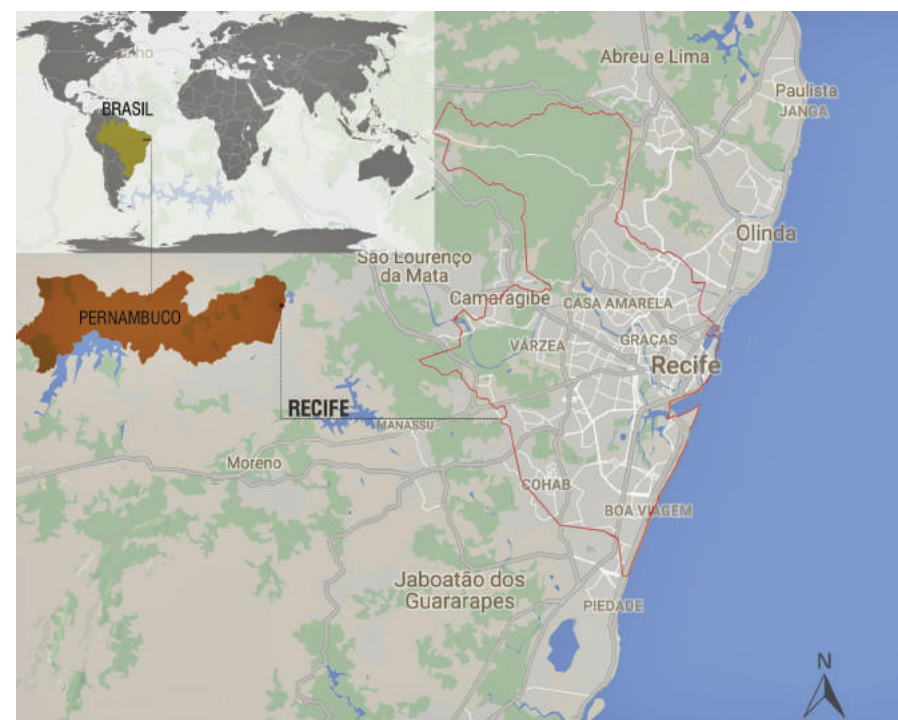 BRASIL
PERNAMBUCO
RECIFE
Abreu e Lima
Paulista
JANGA
Olinda
São Lourenço
da Mata
Camaragibe
CASA AMARELA
VÁRZEA
GRAÇAS
Recife
MANASSU
Moreno
COHAB
BOA VIAGEM
Jaboatão dos
Guararapes
PIEDADE
N